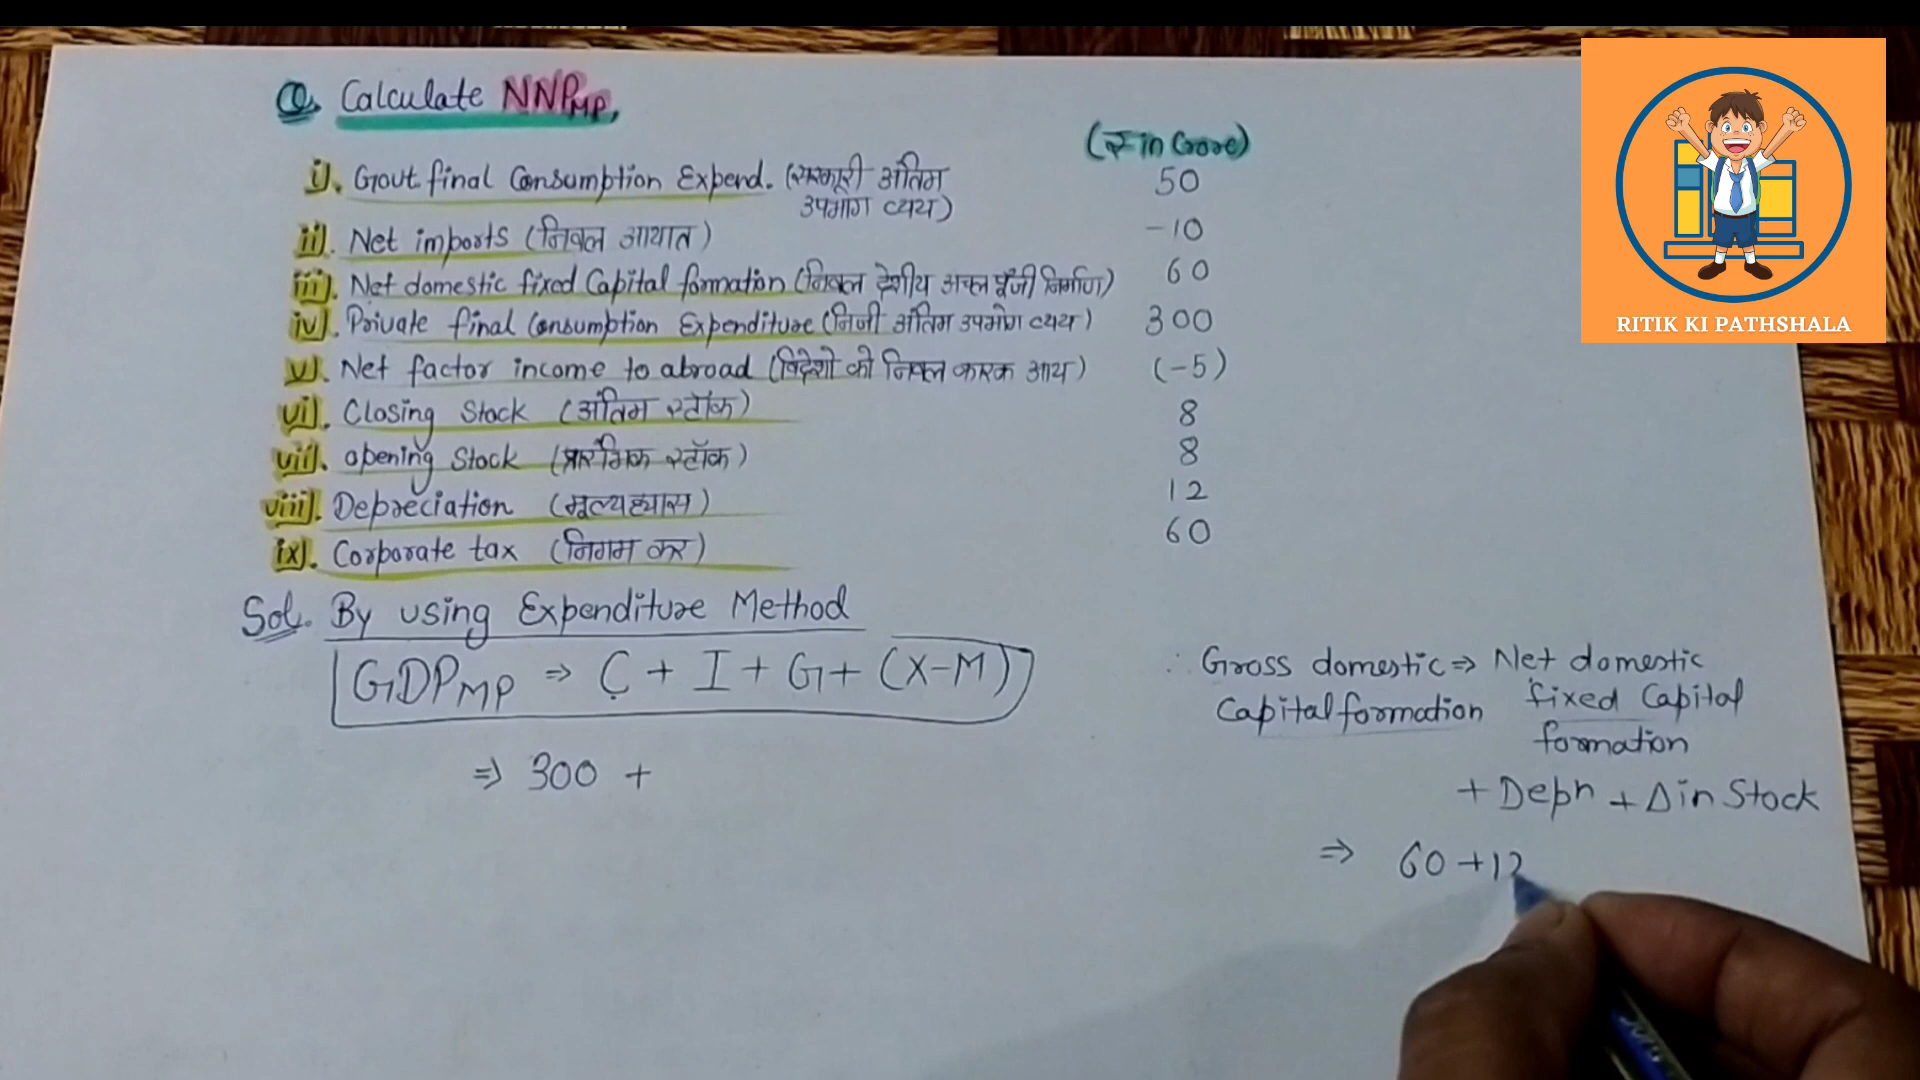 Q. Calculate NNPMP,
(₹ in Crore)
i). Govt final Consumption Expend. (सरकारी अंतिम उपभोग व्यय) 50
ii). Net imports (निवल आयात) -10
iii). Net domestic fixed Capital formation (निवल देशीय अचल पूँजी निर्माण) 60
iv). Private final Consumption Expenditure (निजी अंतिम उपभोग व्यय) 300
v). Net factor income to abroad (विदेशो को निवल कारक आय) (-5)
vi). Closing Stock (अंतिम स्टॉक) 8
vii). opening Stock (प्रारंभिक स्टॉक) 8
viii). Depreciation (मूल्यह्यास) 12
ix). Corporate tax (निगम कर) 60
Sol. By using Expenditure Method
GDPMP ⇒ C + I + G + (X-M)
⇒ 300 +
∴ Gross domestic ⇒ Net domestic
Capital formation fixed Capital
formation
+ Depn + Δ in Stock
⇒ 60 + 12
RITIK KI PATHSHALA